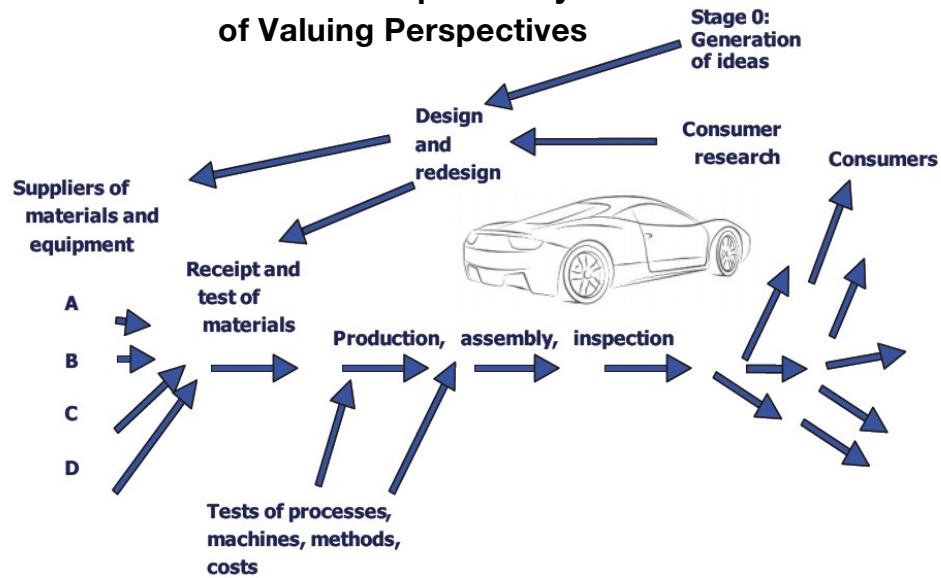 of Valuing Perspectives
Stage 0:
Generation
of ideas
Design
and
redesign
Consumer
research
Consumers
Suppliers of
materials and
equipment
Receipt and
test of
materials
A
B
C
D
Production, assembly, inspection
Tests of processes,
machines, methods,
costs